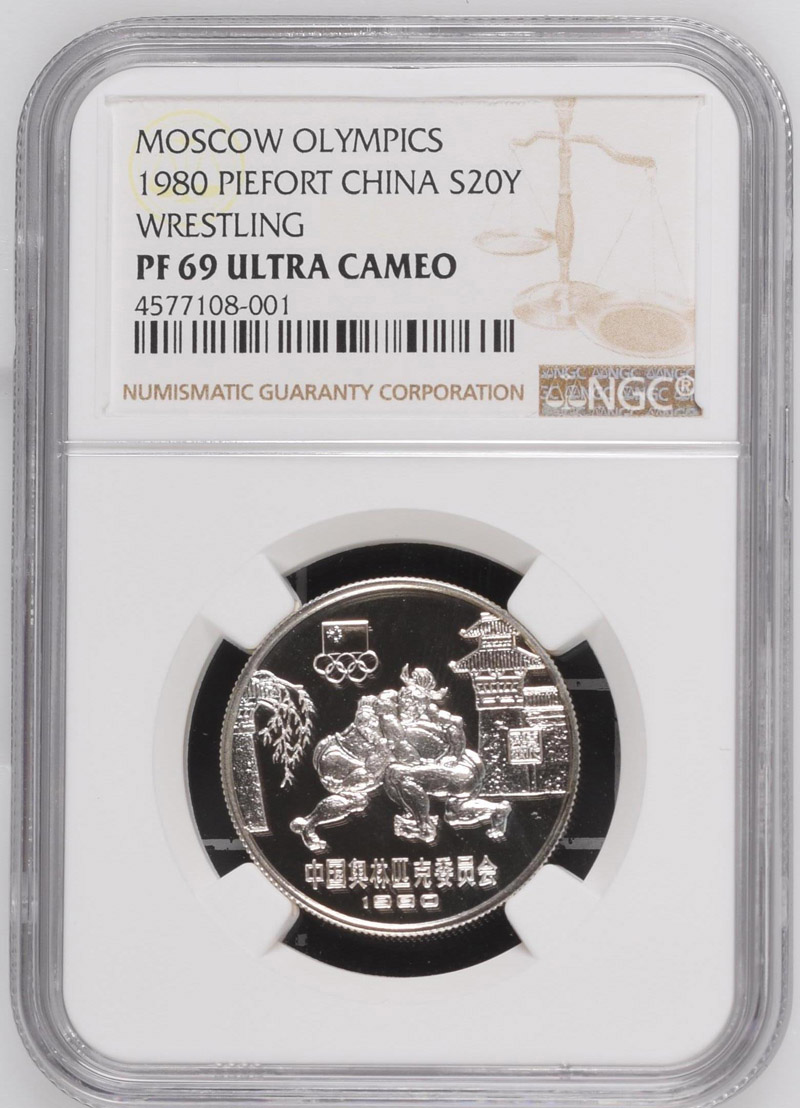 MOSCOW OLYMPICS
1980 PIEFORT CHINA S20Y
WRESTLING
PF 69 ULTRA CAMEO
4577108-001
NUMISMATIC GUARANTY CORPORATION
NGC®
中国奥林匹克委员会
1980